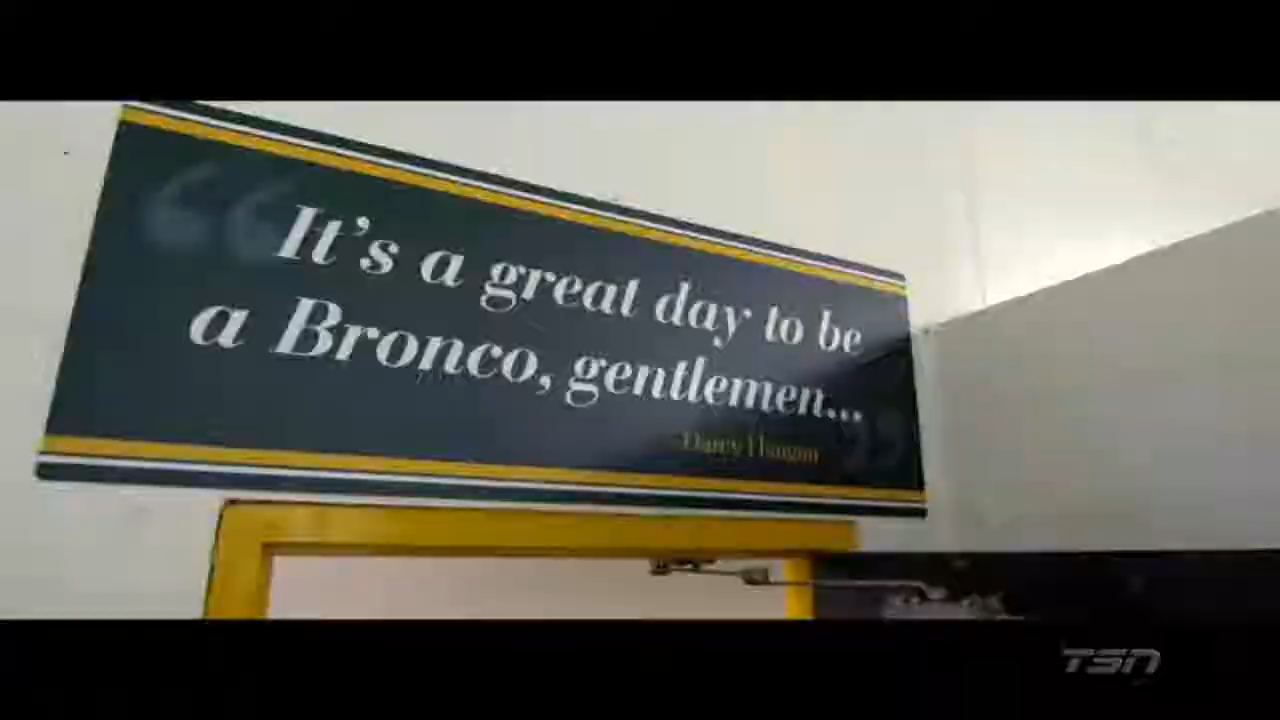 “It’s a great day to be
a Bronco, gentlemen...”
-Darcy Haugan
TSN